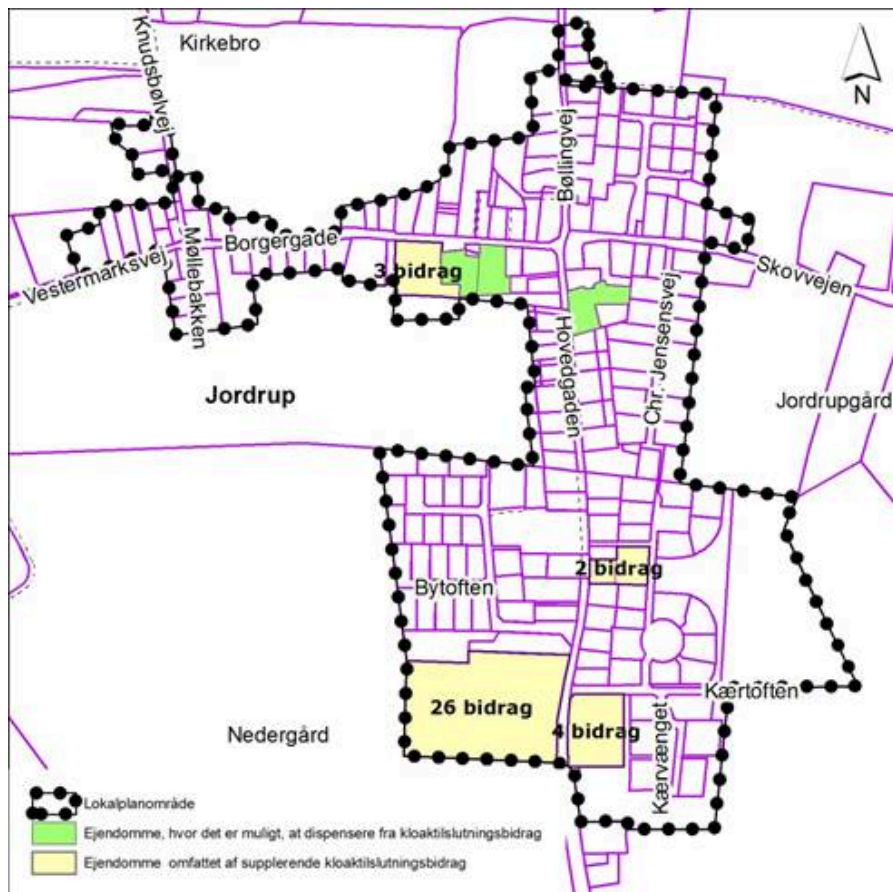 Kirkebro
Knudsbølvej
N
Bøllingvej
Borgergade
3 bidrag
Vestermarksvej
Møllebakken
Skovvejen
Hovedgaden
Chr. Jensensvej
Jordrup
Jordrupgård
2 bidrag
Bytoften
26 bidrag
Kærtoften
4 bidrag
Nedergård
Kærvænget
Lokalplanområde
Ejendomme, hvor det er muligt, at dispensere fra kloaktilslutningsbidrag
Ejendomme omfattet af supplerende kloaktilslutningsbidrag